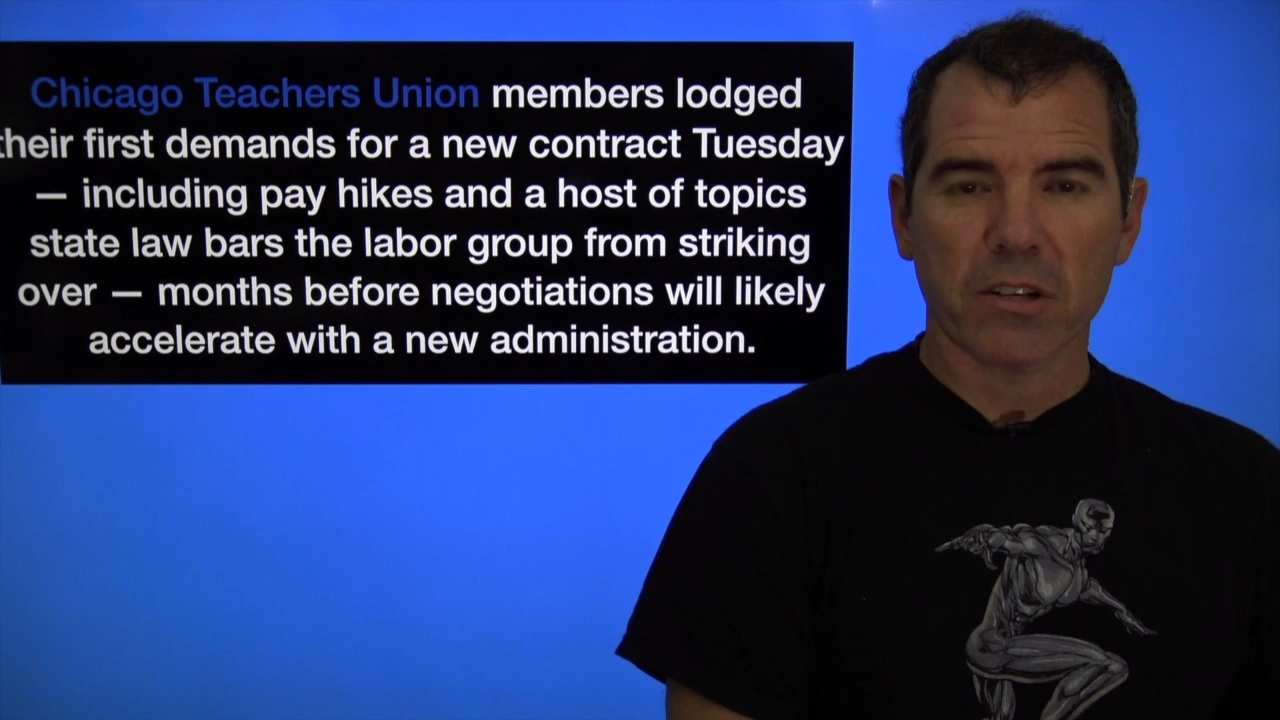 Chicago Teachers Union members lodged
their first demands for a new contract Tuesday
— including pay hikes and a host of topics
state law bars the labor group from striking
over — months before negotiations will likely
accelerate with a new administration.